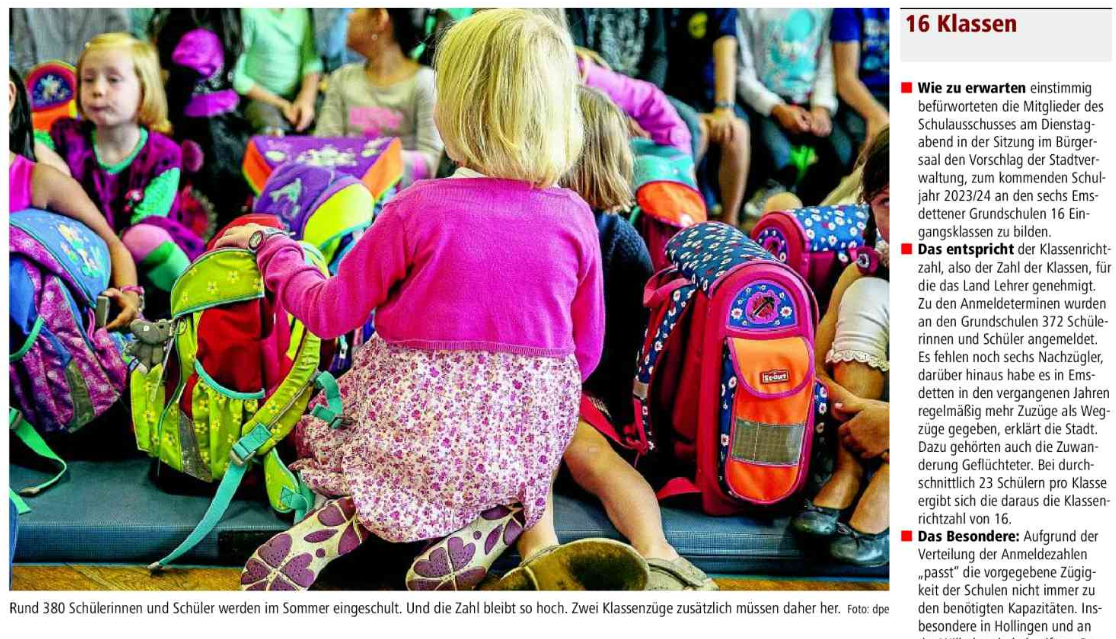 16 Klassen
Wie zu erwarten einstimmig
befürworteten die Mitglieder des
Schulausschusses am Dienstag-
abend in der Sitzung im Bürger-
saal den Vorschlag der Stadtver-
waltung, zum kommenden Schul-
jahr 2023/24 an den sechs Ems-
dettener Grundschulen 16 Ein-
gangsklassen zu bilden.
Das entspricht der Klassenricht-
zahl, also der Zahl der Klassen, für
die das Land Lehrer genehmigt.
Zu den Anmeldeterminen wurden
an den Grundschulen 372 Schüle-
rinnen und Schüler angemeldet.
Es fehlen noch sechs Nachzügler,
darüber hinaus habe es in Ems-
detten in den vergangenen Jahren
regelmäßig mehr Zuzüge als Weg-
züge gegeben, erklärt die Stadt.
Dazu gehörten auch die Zuwan-
derung Geflüchteter. Bei durch-
schnittlich 23 Schülern pro Klasse
ergibt sich die daraus die Klassen-
richtzahl von 16.
Das Besondere: Aufgrund der
Verteilung der Anmeldezahlen
„passt“ die vorgegebene Zügig-
keit der Schulen nicht immer zu
den benötigten Kapazitäten. Ins-
besondere in Hollingen und an
Scout
Rund 380 Schülerinnen und Schüler werden im Sommer eingeschult. Und die Zahl bleibt so hoch. Zwei Klassenzüge zusätzlich müssen daher her. Foto: dpe